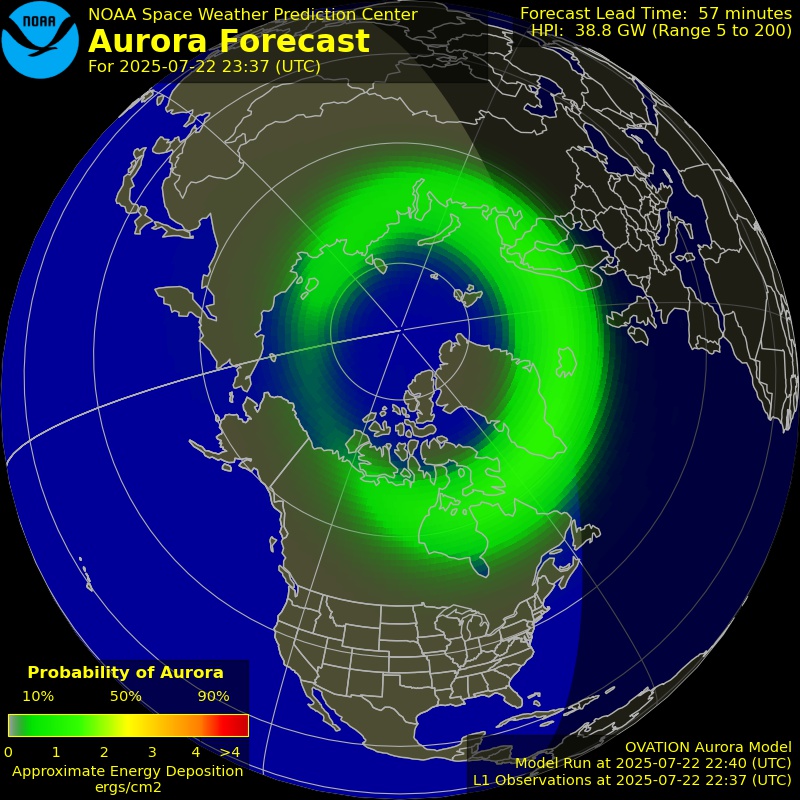 NOAA
NOAA Space Weather Prediction Center
Aurora Forecast
For 2025-07-22 23:37 (UTC)
Forecast Lead Time: 57 minutes
HPI: 38.8 GW (Range 5 to 200)
Probability of Aurora
10% 50% 90%
0 1 2 3 4 >4
Approximate Energy Deposition
ergs/cm2
OVATION Aurora Model
Model Run at 2025-07-22 22:40 (UTC)
L1 Observations at 2025-07-22 22:37 (UTC)